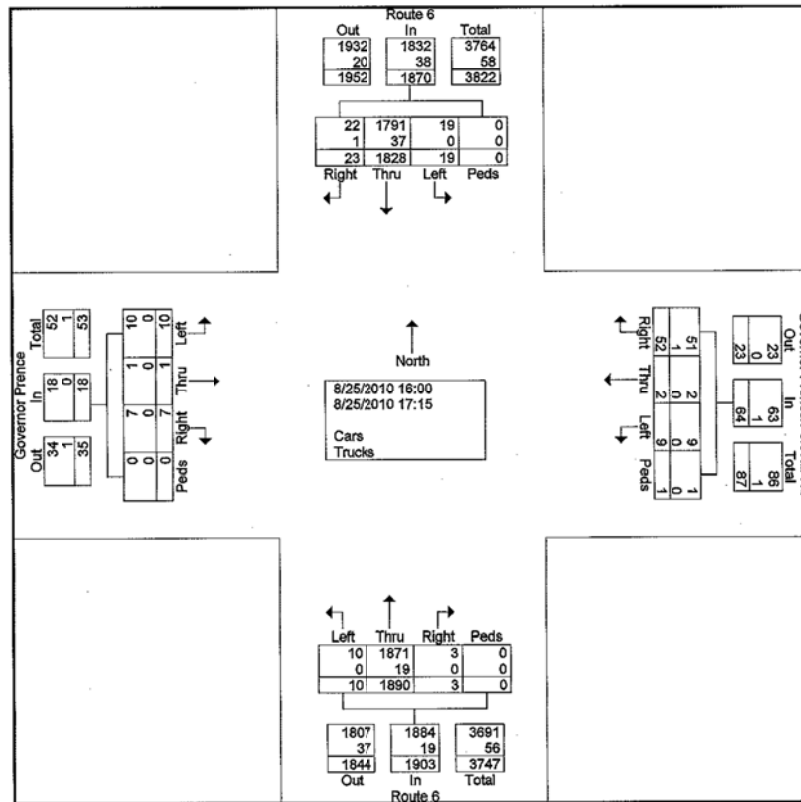 Route 6
Out In Total
1932 1832 3764
20 38 58
1952 1870 3822
22 1791 19 0
1 37 0 0
23 1828 19 0
Right Thru Left Peds
Governor Prence
Total In Out
52 18 34
1 0 1
53 18 35
10 1 7 0
0 0 0 0
10 1 7 0
Left Thru Right Peds
North
8/25/2010 16:00
8/25/2010 17:15
Cars
Trucks
Right Thru Left Peds
51 2 9 1
1 0 0 0
52 2 9 1
Out In Total
23 63 86
0 1 1
23 64 87
Left Thru Right Peds
10 1871 3 0
0 19 0 0
10 1890 3 0
1807 1884 3691
37 19 56
1844 1903 3747
Out In Total
Route 6